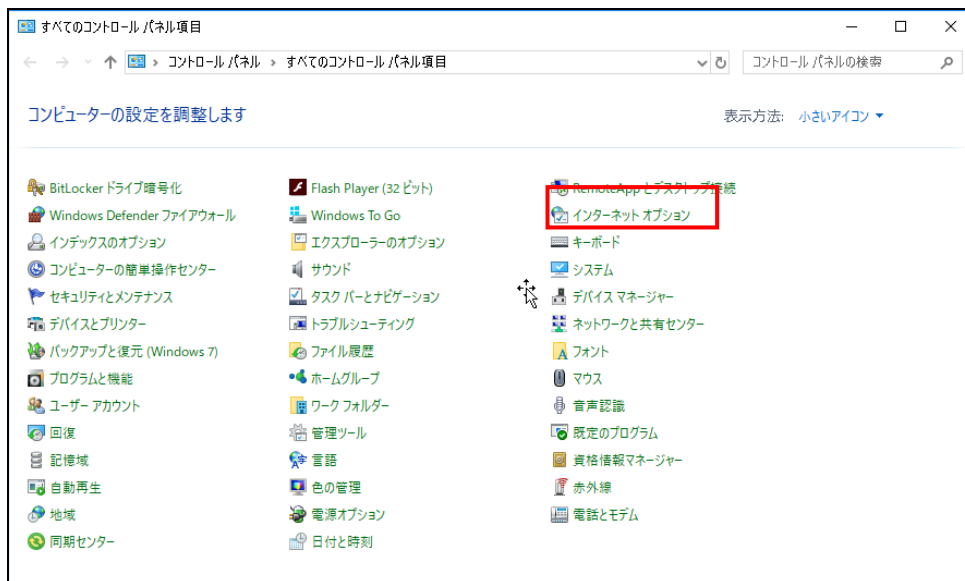 すべてのコントロール パネル項目
コントロール パネル › すべてのコントロール パネル項目
コントロール パネルの検索
コンピューターの設定を調整します
表示方法: 小さいアイコン
BitLocker ドライブ暗号化
Flash Player (32 ビット)
RemoteApp とデスクトップ接続
Windows Defender ファイアウォール
Windows To Go
インターネット オプション
インデックスのオプション
エクスプローラーのオプション
キーボード
コンピューターの簡単操作センター
サウンド
システム
セキュリティとメンテナンス
タスク バーとナビゲーション
デバイス マネージャー
デバイスとプリンター
トラブルシューティング
ネットワークと共有センター
バックアップと復元 (Windows 7)
ファイル履歴
フォント
プログラムと機能
ホームグループ
マウス
ユーザー アカウント
ワーク フォルダー
音声認識
回復
管理ツール
既定のプログラム
記憶域
言語
資格情報マネージャー
自動再生
色の管理
赤外線
地域
電源オプション
電話とモデム
同期センター
日付と時刻